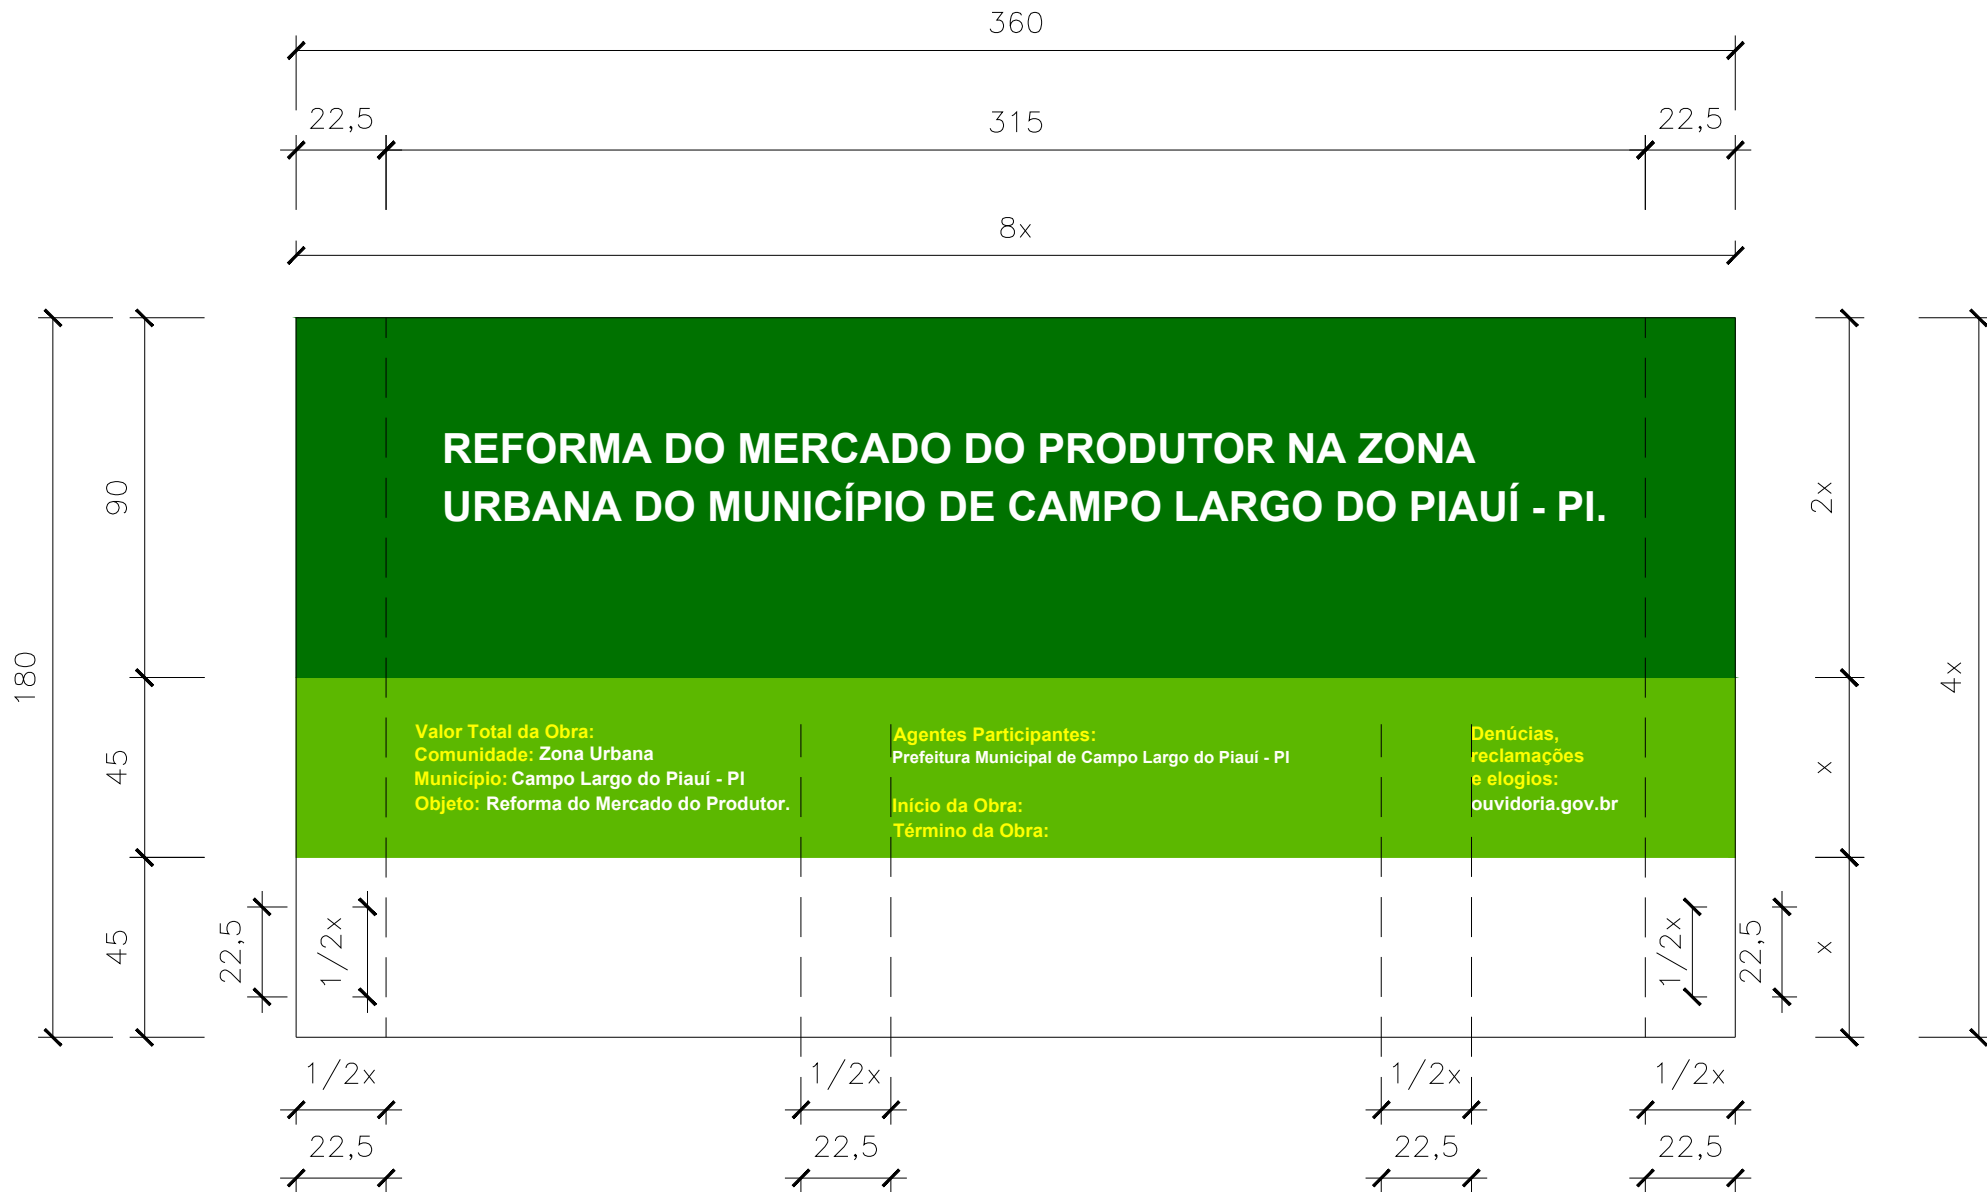 360
22,5
315
22,5
8x
REFORMA DO MERCADO DO PRODUTOR NA ZONA
URBANA DO MUNICÍPIO DE CAMPO LARGO DO PIAUÍ - PI.
180
90
45
45
2x
x
x
4x
Valor Total da Obra:
Comunidade: Zona Urbana
Município: Campo Largo do Piauí - PI
Objeto: Reforma do Mercado do Produtor.
Agentes Participantes:
Prefeitura Municipal de Campo Largo do Piauí - PI
Início da Obra:
Término da Obra:
Denúcias,
reclamações
e elogios:
ouvidoria.gov.br
22,5
1/2x
1/2x
22,5
1/2x
1/2x
1/2x
1/2x
22,5
22,5
22,5
22,5